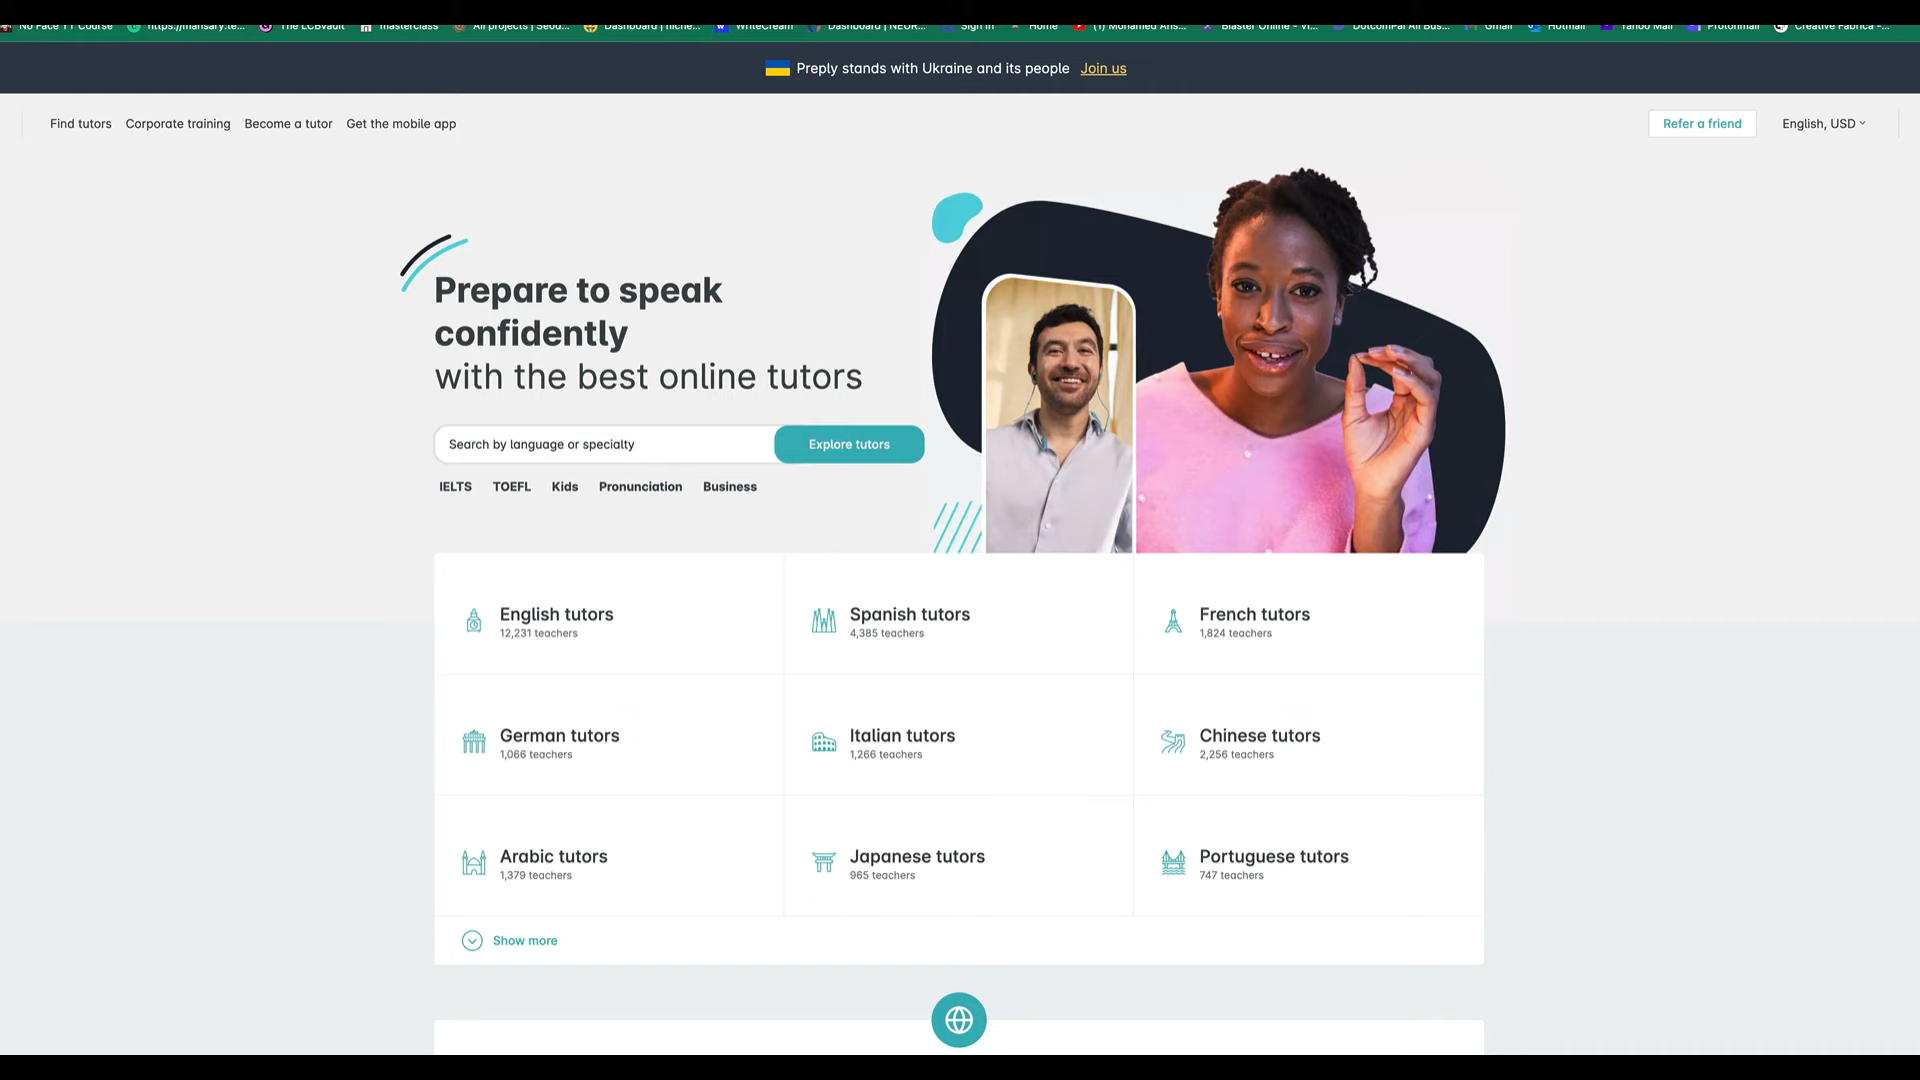 No Face YT Course
https://mansary.te...
The LCBvault
masterclass
All projects | Seoa...
Dashboard | niche...
WriteCream
Dashboard | NEUR...
Sign In
Home
(1) Mohamed Ans...
Blaster Online - Vi...
DotcomPal All Bus...
Gmail
Hotmail
Yahoo Mail
Protonmail
Creative Fabrica -...
Preply stands with Ukraine and its people Join us
Find tutors Corporate training Become a tutor Get the mobile app
Refer a friend English, USD
Prepare to speak
confidently
with the best online tutors
Search by language or specialty Explore tutors
IELTS TOEFL Kids Pronunciation Business
English tutors
12,231 teachers
Spanish tutors
4,385 teachers
French tutors
1,824 teachers
German tutors
1,066 teachers
Italian tutors
1,266 teachers
Chinese tutors
2,256 teachers
Arabic tutors
1,379 teachers
Japanese tutors
965 teachers
Portuguese tutors
747 teachers
Show more